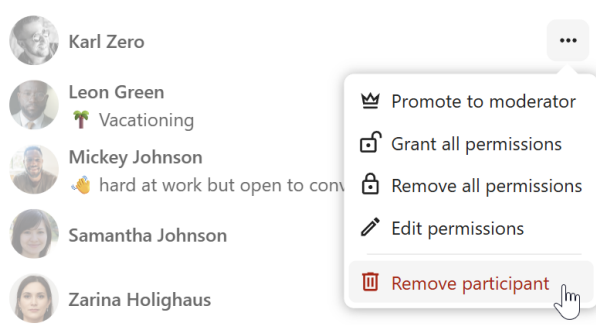 Karl Zero
Leon Green
🌴 Vacationing
Mickey Johnson
👋 hard at work but open to conv
Samantha Johnson
Zarina Holighaus
Promote to moderator
Grant all permissions
Remove all permissions
Edit permissions
Remove participant